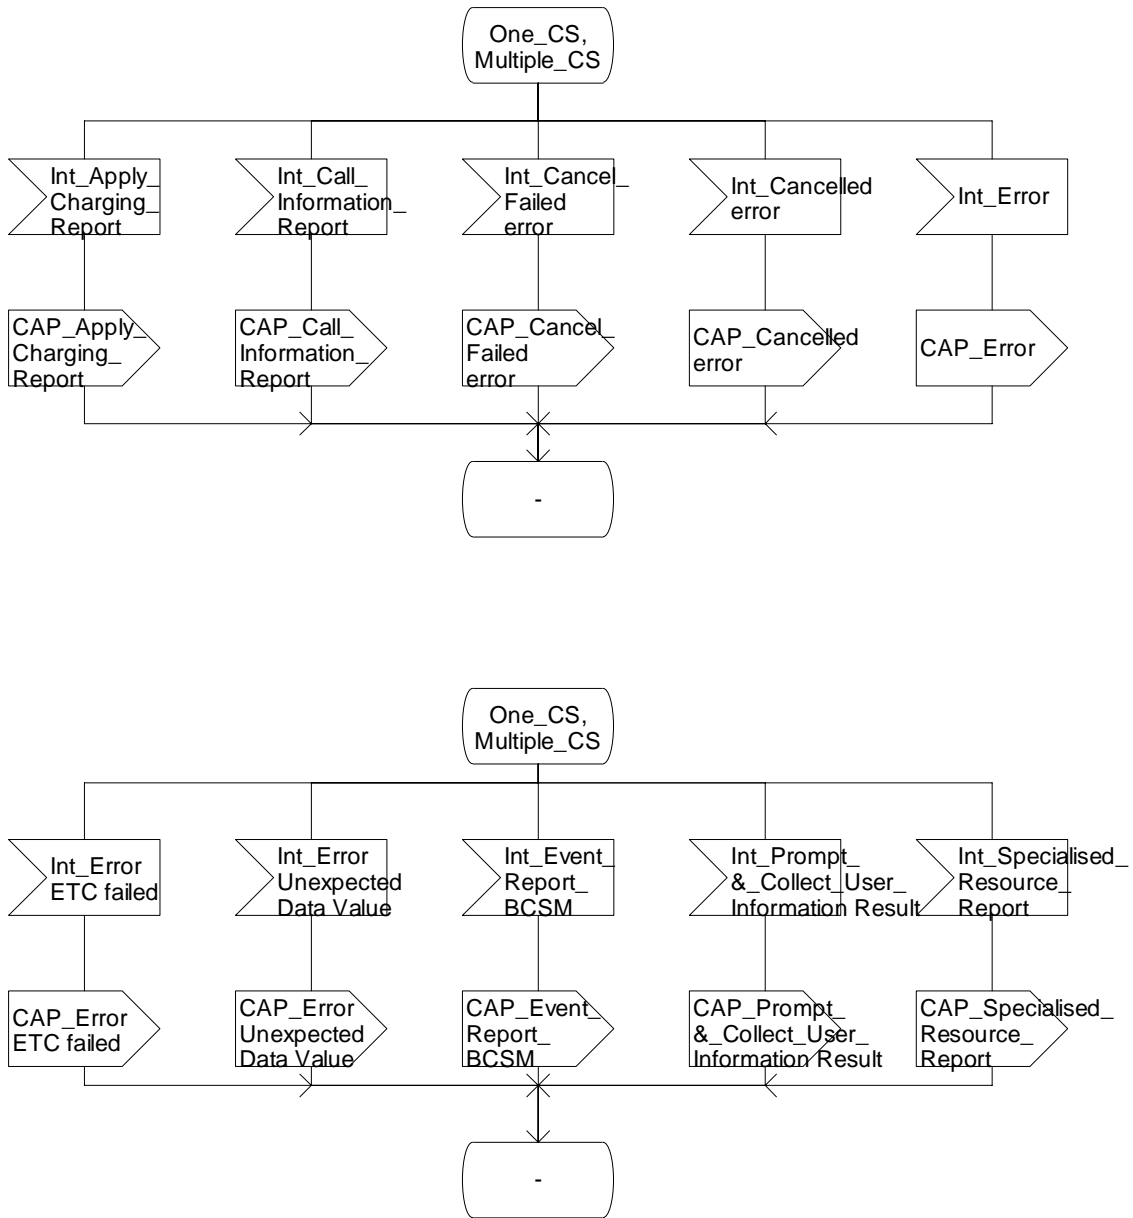 One_CS,
Multiple_CS
Int_Apply_
Charging_
Report
Int_Call_
Information_
Report
Int_Cancel_
Failed
error
Int_Cancelled
error
Int_Error
CAP_Apply_
Charging_
Report
CAP_Call_
Information_
Report
CAP_Cancel_
Failed
error
CAP_Cancelled
error
CAP_Error
-
One_CS,
Multiple_CS
Int_Error
ETC failed
Int_Error
Unexpected
Data Value
Int_Event_
Report_
BCSM
Int_Prompt_
&_Collect_User_
Information Result
Int_Specialised_
Resource_
Report
CAP_Error
ETC failed
CAP_Error
Unexpected
Data Value
CAP_Event_
Report_
BCSM
CAP_Prompt_
&_Collect_User_
Information Result
CAP_Specialised_
Resource_
Report
-